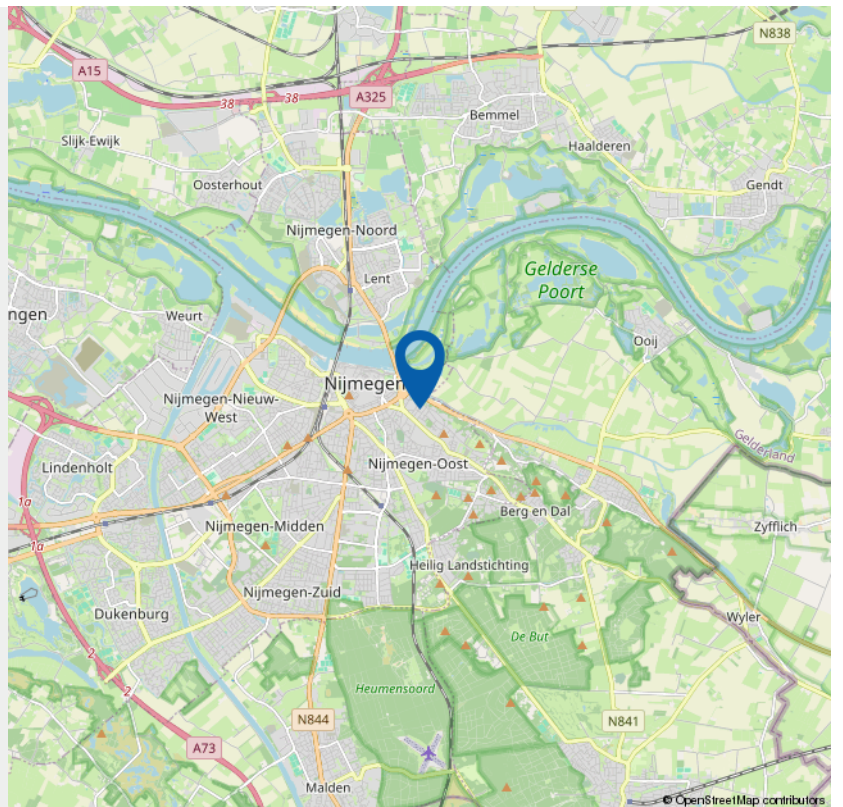 N838
A15
38
38
A325
Bemmel
Slijk-Ewijk
Haalderen
Oosterhout
Gendt
Nijmegen-Noord
Gelderse
Poort
Lent
ngen
Weurt
Ooij
Nijmegen
Nijmegen-Nieuw-
West
Gelderland
Lindenholt
Nijmegen-Oost
1a
Berg en Dal
Nijmegen-Midden
Zyfflich
1a
Heilig Landstichting
Nijmegen-Zuid
Dukenburg
Wyler
De But
2
2
Heumensoord
N844
N841
A73
Malden
© OpenStreetMap contributors